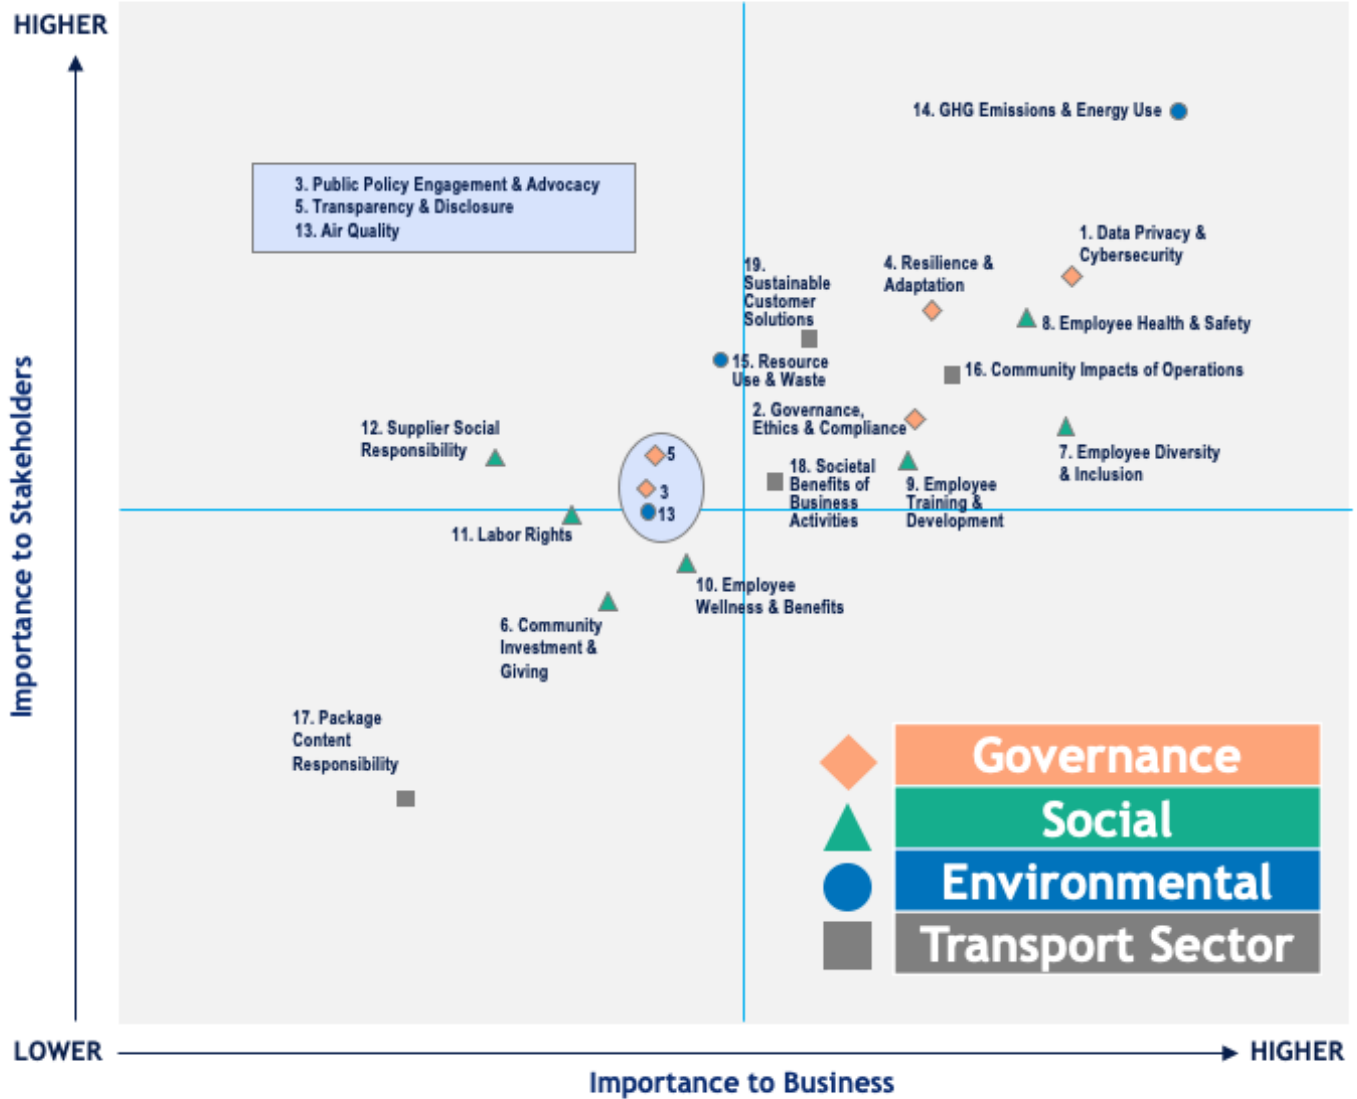 HIGHER
14. GHG Emissions & Energy Use
3. Public Policy Engagement & Advocacy
5. Transparency & Disclosure
13. Air Quality
1. Data Privacy &
Cybersecurity
4. Resilience &
Adaptation
19.
Sustainable
Customer
Solutions
8. Employee Health & Safety
15. Resource
Use & Waste
16. Community Impacts of Operations
2. Governance,
Ethics & Compliance
12. Supplier Social
Responsibility
7. Employee Diversity
& Inclusion
5
3
13
18. Societal
Benefits of
Business
Activities
9. Employee
Training &
Development
11. Labor Rights
10. Employee
Wellness & Benefits
6. Community
Investment &
Giving
17. Package
Content
Responsibility
Importance to Stakeholders
Governance
Social
Environmental
Transport Sector
LOWER
HIGHER
Importance to Business